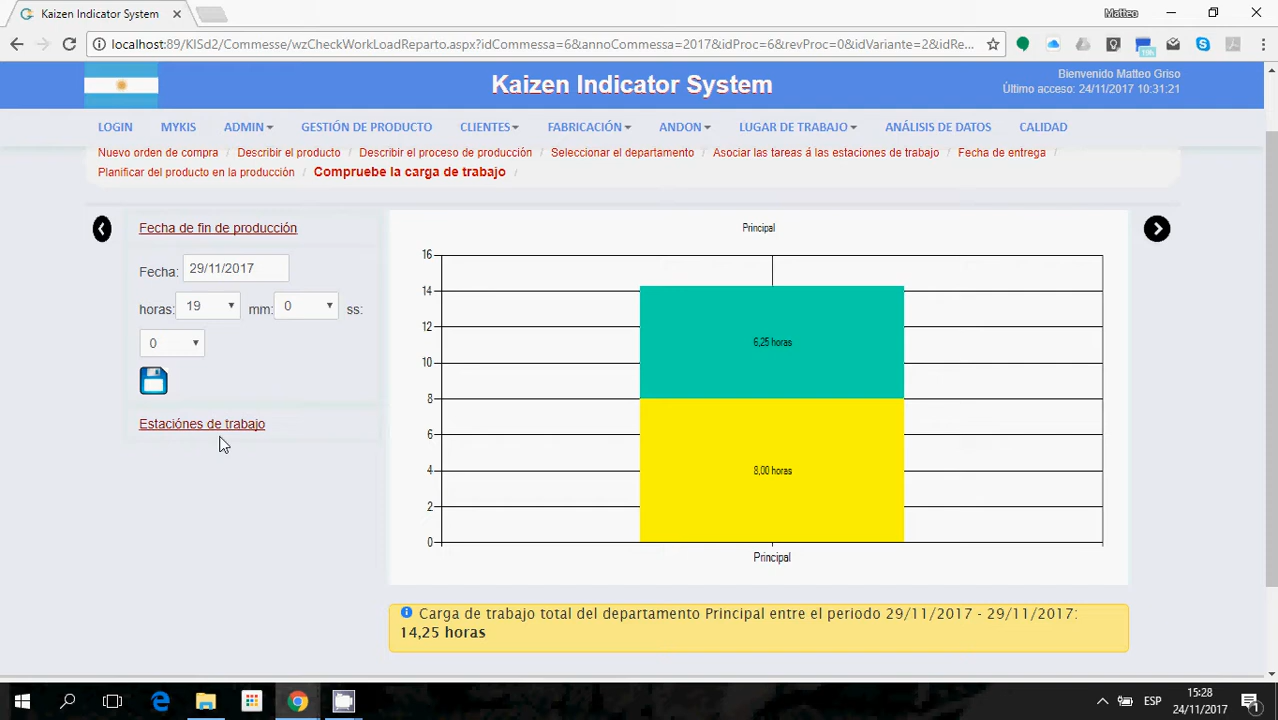 Kaizen Indicator System
Matteo
localhost:89/KISd2/Commesse/wzCheckWorkLoadReparto.aspx?idCommessa=6&annoCommessa=2017&idProc=6&revProc=0&idVariante=2&idRe...
19h
Kaizen Indicator System
Bienvenido Matteo Griso
Último acceso: 24/11/2017 10:31:21
LOGIN MYKIS ADMIN GESTIÓN DE PRODUCTO CLIENTES FABRICACIÓN ANDON LUGAR DE TRABAJO ANÁLISIS DE DATOS CALIDAD
Nuevo orden de compra / Describir el producto / Describir el proceso de producción / Seleccionar el departamento / Asociar las tareas á las estaciones de trabajo / Fecha de entrega /
Planificar del producto en la producción / Compruebe la carga de trabajo /
Fecha de fin de producción
Fecha: 29/11/2017
horas: 19 mm: 0 ss:
0
Estaciónes de trabajo
Principal
16
14
12
10
8
6
4
2
0
6,25 horas
8,00 horas
Principal
Carga de trabajo total del departamento Principal entre el periodo 29/11/2017 - 29/11/2017:
14,25 horas
ESP
15:28
24/11/2017
1